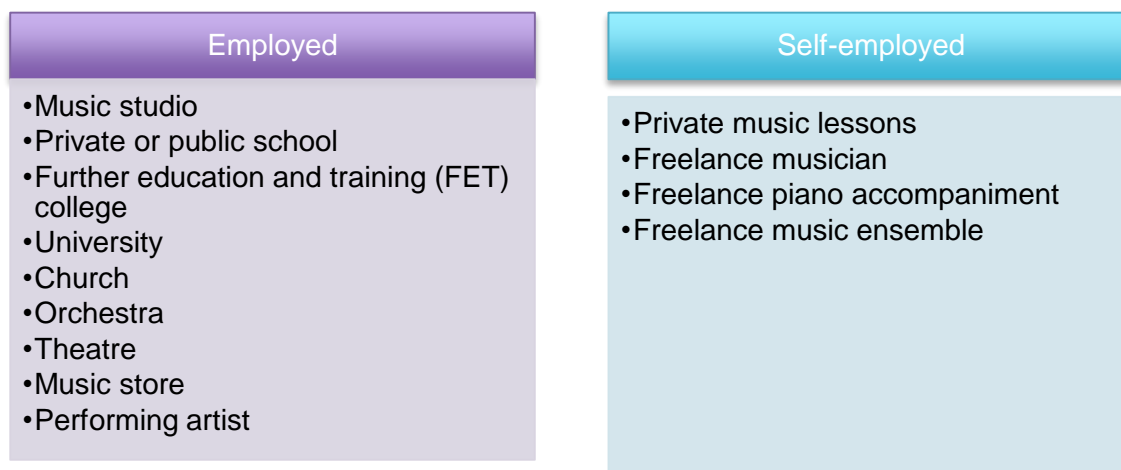 Employed
•Music studio
•Private or public school
•Further education and training (FET)
college
•University
•Church
•Orchestra
•Theatre
•Music store
•Performing artist
Self-employed
•Private music lessons
•Freelance musician
•Freelance piano accompaniment
•Freelance music ensemble